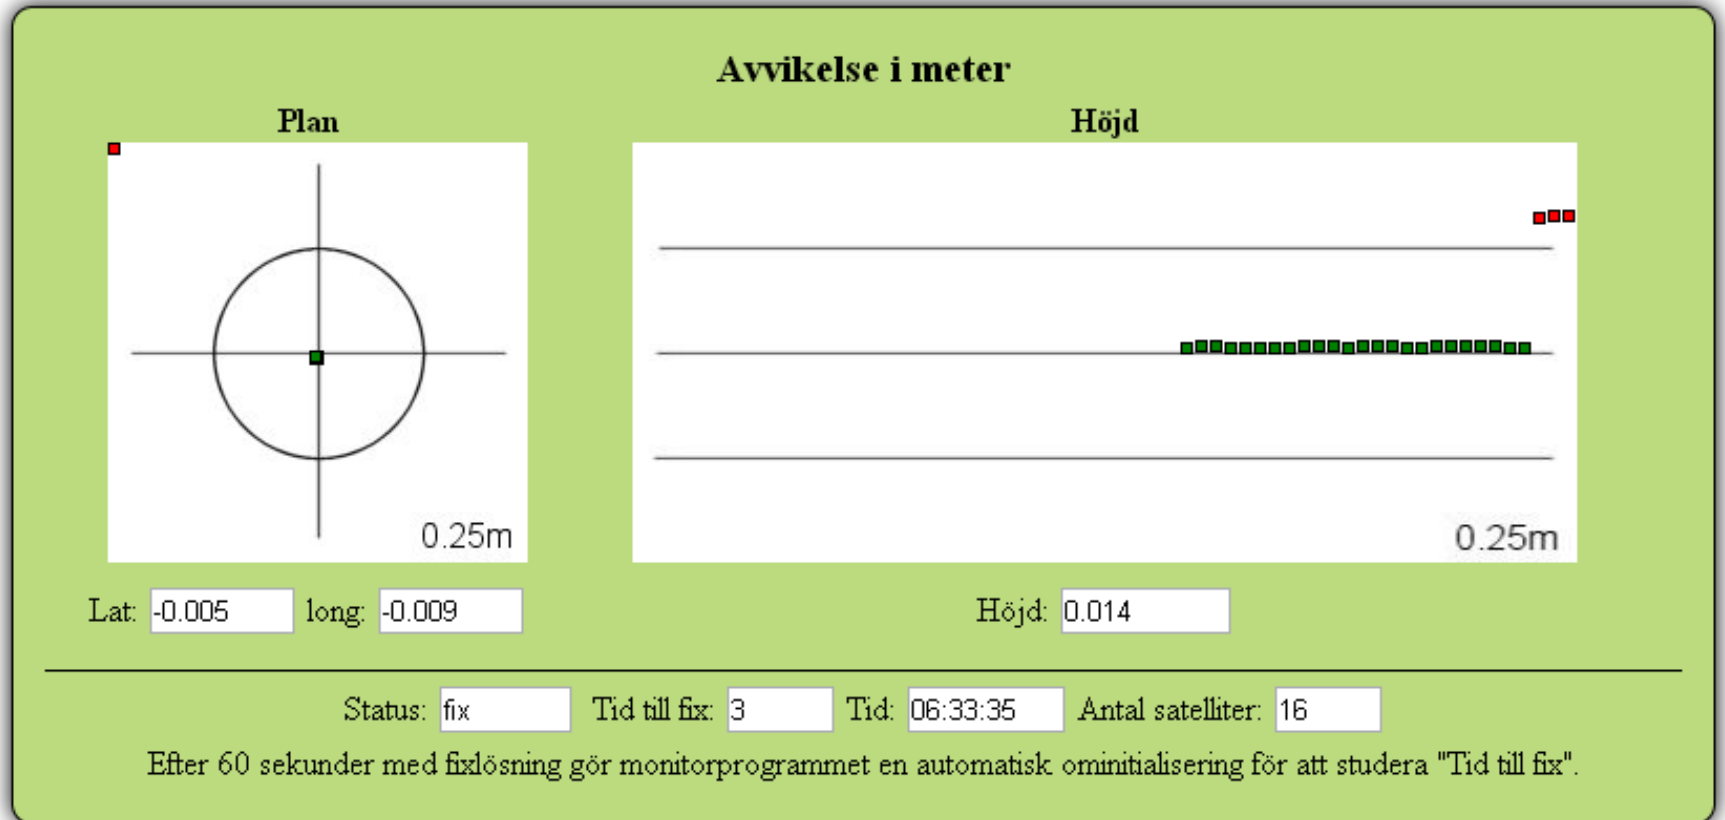 Avvikelse i meter
Plan
Höjd
0.25m
0.25m
Lat: -0.005 long: -0.009
Höjd: 0.014
Status: fix Tid till fix: 3 Tid: 06:33:35 Antal satelliter: 16
Efter 60 sekunder med fixlösning gör monitorprogrammet en automatisk ominitialisering för att studera "Tid till fix".